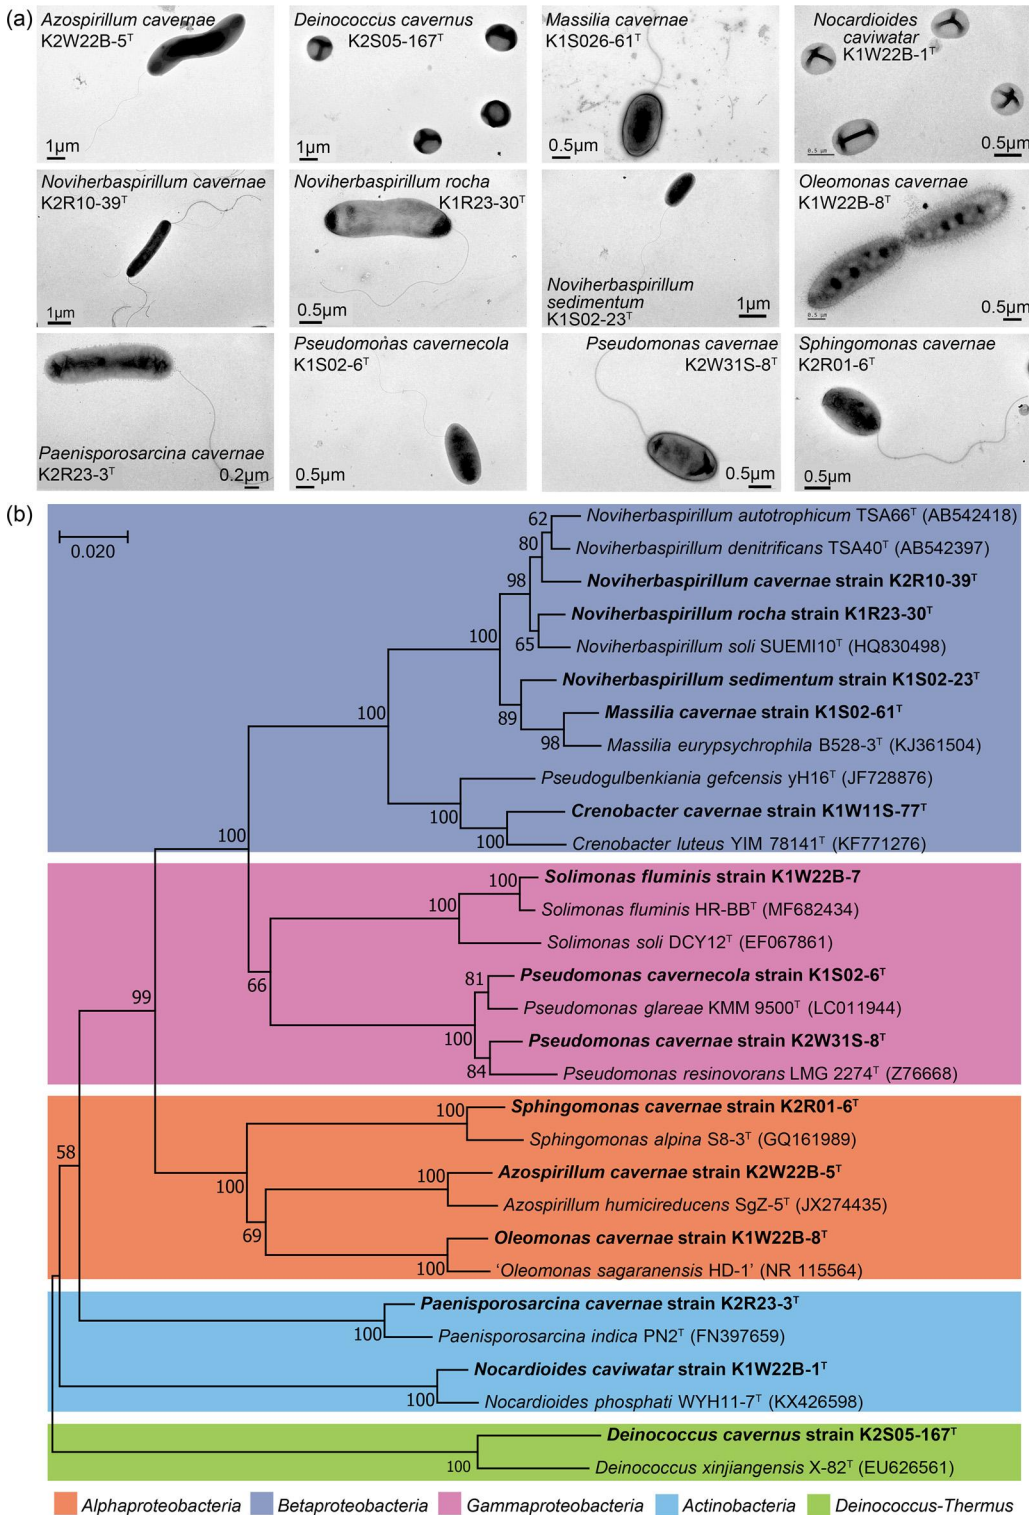 (a)
Azospirillum cavernae
K2W22B-5ᵀ
1µm
Deinococcus cavernus
K2S05-167ᵀ
1µm
Massilia cavernae
K1S026-61ᵀ
0.5µm
Nocardioides
caviwatar
K1W22B-1ᵀ
0.5 µm
0.5µm
Noviherbaspirillum cavernae
K2R10-39ᵀ
1µm
Noviherbaspirillum rocha
K1R23-30ᵀ
0.5µm
Noviherbaspirillum
sedimentum
K1S02-23ᵀ
1µm
Oleomonas cavernae
K1W22B-8ᵀ
0.5 µm
0.5µm
Paenisporosarcina cavernae
K2R23-3ᵀ
0.2µm
Pseudomonas cavernecola
K1S02-6ᵀ
0.5µm
Pseudomonas cavernae
K2W31S-8ᵀ
0.5µm
Sphingomonas cavernae
K2R01-6ᵀ
0.5µm
(b)
0.020
62
Noviherbaspirillum autotrophicum TSA66ᵀ (AB542418)
80
Noviherbaspirillum denitrificans TSA40ᵀ (AB542397)
98
Noviherbaspirillum cavernae strain K2R10-39ᵀ
Noviherbaspirillum rocha strain K1R23-30ᵀ
100
65
Noviherbaspirillum soli SUEMI10ᵀ (HQ830498)
Noviherbaspirillum sedimentum strain K1S02-23ᵀ
100
89
Massilia cavernae strain K1S02-61ᵀ
98
Massilia eurypsychrophila B528-3ᵀ (KJ361504)
Pseudogulbenkiania gefcensis yH16ᵀ (JF728876)
100
Crenobacter cavernae strain K1W11S-77ᵀ
100
100
Crenobacter luteus YIM 78141ᵀ (KF771276)
100
Solimonas fluminis strain K1W22B-7
100
Solimonas fluminis HR-BBᵀ (MF682434)
Solimonas soli DCY12ᵀ (EF067861)
66
81
Pseudomonas cavernecola strain K1S02-6ᵀ
99
Pseudomonas glareae KMM 9500ᵀ (LC011944)
100
Pseudomonas cavernae strain K2W31S-8ᵀ
84
Pseudomonas resinovorans LMG 2274ᵀ (Z76668)
100
Sphingomonas cavernae strain K2R01-6ᵀ
58
Sphingomonas alpina S8-3ᵀ (GQ161989)
100
100
Azospirillum cavernae strain K2W22B-5ᵀ
Azospirillum humicireducens SgZ-5ᵀ (JX274435)
69
Oleomonas cavernae strain K1W22B-8ᵀ
100
‘Oleomonas sagaranensis HD-1’ (NR 115564)
Paenisporosarcina cavernae strain K2R23-3ᵀ
100
Paenisporosarcina indica PN2ᵀ (FN397659)
Nocardioides caviwatar strain K1W22B-1ᵀ
100
Nocardioides phosphati WYH11-7ᵀ (KX426598)
Deinococcus cavernus strain K2S05-167ᵀ
100
Deinococcus xinjiangensis X-82ᵀ (EU626561)
Alphaproteobacteria
Betaproteobacteria
Gammaproteobacteria
Actinobacteria
Deinococcus-Thermus